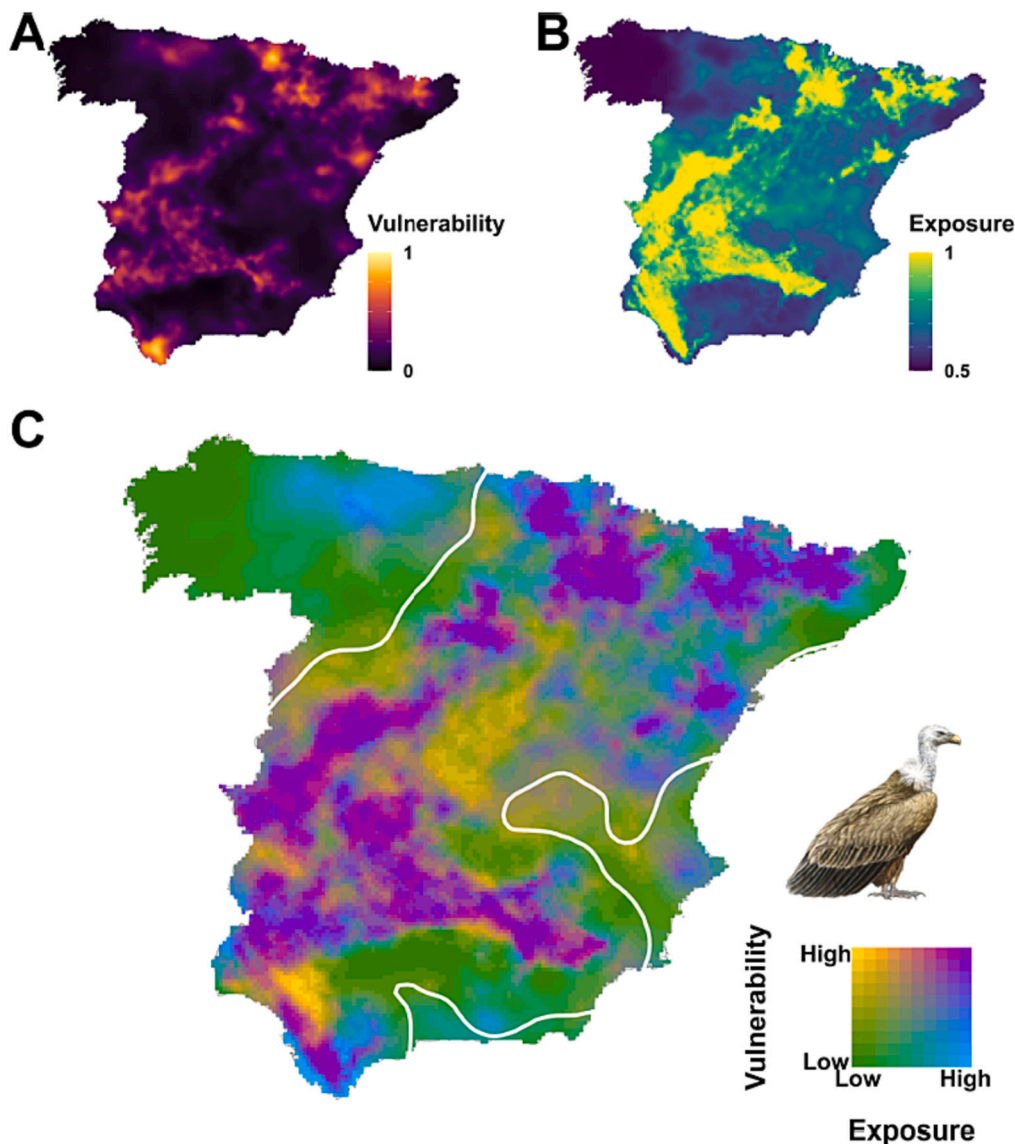 A
B
Vulnerability
1
0
Exposure
1
0.5
C
Vulnerability
High
Low
Low High
Exposure